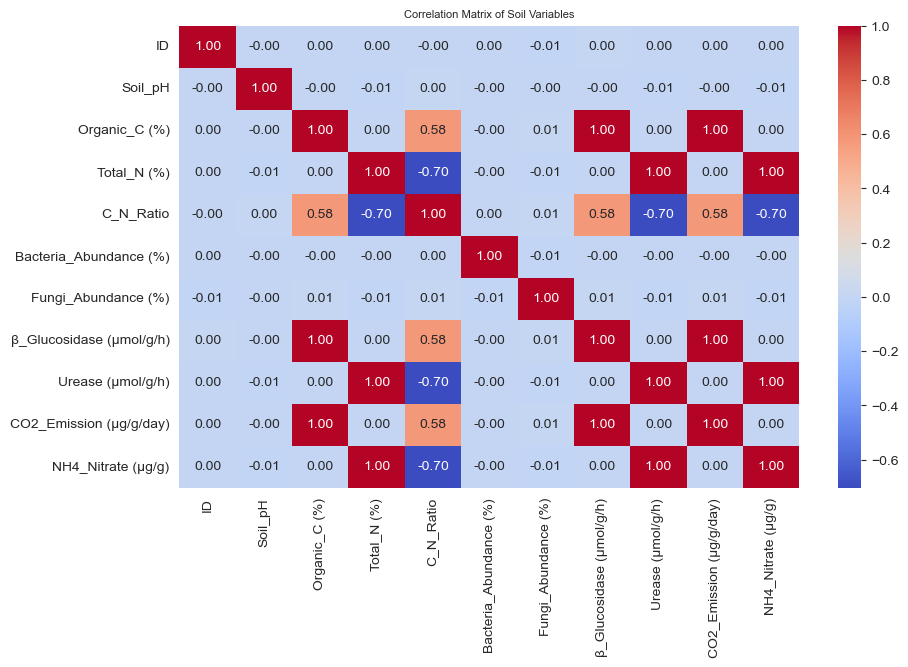 Correlation Matrix of Soil Variables
ID 1.00 -0.00 0.00 0.00 -0.00 0.00 -0.01 0.00 0.00 0.00 0.00
Soil_pH -0.00 1.00 -0.00 -0.01 0.00 -0.00 -0.00 -0.00 -0.01 -0.00 -0.01
Organic_C (%) 0.00 -0.00 1.00 0.00 0.58 -0.00 0.01 1.00 0.00 1.00 0.00
Total_N (%) 0.00 -0.01 0.00 1.00 -0.70 -0.00 -0.01 0.00 1.00 0.00 1.00
C_N_Ratio -0.00 0.00 0.58 -0.70 1.00 0.00 0.01 0.58 -0.70 0.58 -0.70
Bacteria_Abundance (%) 0.00 -0.00 -0.00 -0.00 0.00 1.00 -0.01 -0.00 -0.00 -0.00 -0.00
Fungi_Abundance (%) -0.01 -0.00 0.01 -0.01 0.01 -0.01 1.00 0.01 -0.01 0.01 -0.01
β_Glucosidase (µmol/g/h) 0.00 -0.00 1.00 0.00 0.58 -0.00 0.01 1.00 0.00 1.00 0.00
Urease (µmol/g/h) 0.00 -0.01 0.00 1.00 -0.70 -0.00 -0.01 0.00 1.00 0.00 1.00
CO2_Emission (µg/g/day) 0.00 -0.00 1.00 0.00 0.58 -0.00 0.01 1.00 0.00 1.00 0.00
NH4_Nitrate (µg/g) 0.00 -0.01 0.00 1.00 -0.70 -0.00 -0.01 0.00 1.00 0.00 1.00
ID
Soil_pH
Organic_C (%)
Total_N (%)
C_N_Ratio
Bacteria_Abundance (%)
Fungi_Abundance (%)
β_Glucosidase (µmol/g/h)
Urease (µmol/g/h)
CO2_Emission (µg/g/day)
NH4_Nitrate (µg/g)
1.0
0.8
0.6
0.4
0.2
0.0
−0.2
−0.4
−0.6